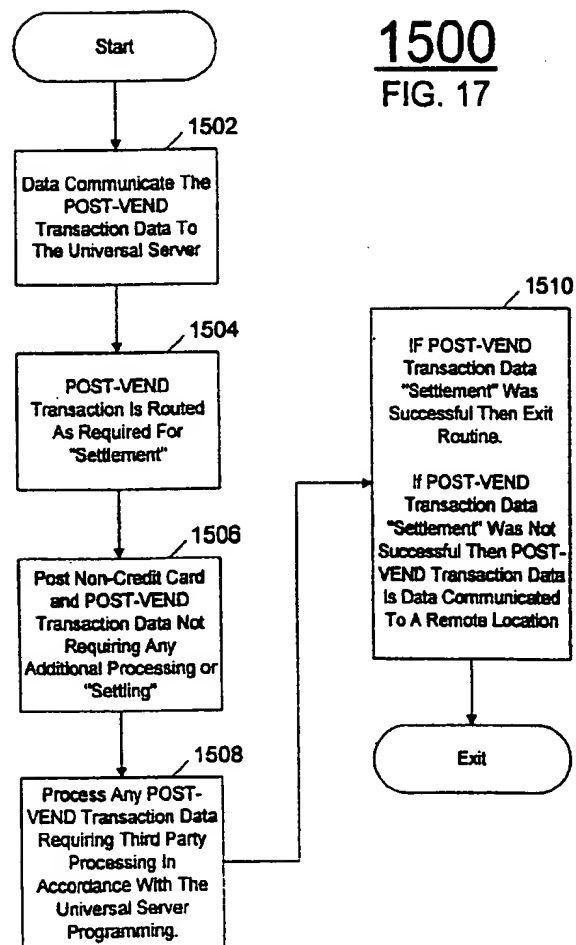 Start
1500
FIG. 17
1502
Data Communicate The
POST-VEND
Transaction Data To
The Universal Server
1504
POST-VEND
Transaction Is Routed
As Required For
"Settlement"
1506
Post Non-Credit Card
and POST-VEND
Transaction Data Not
Requiring Any
Additional Processing or
"Settling"
1508
Process Any POST-
VEND Transaction Data
Requiring Third Party
Processing In
Accordance With The
Universal Server
Programming.
1510
IF POST-VEND
Transaction Data
"Settlement" Was
Successful Then Exit
Routine.
If POST-VEND
Transaction Data
"Settlement" Was Not
Successful Then POST-
VEND Transaction Data
Is Data Communicated
To A Remote Location
Exit